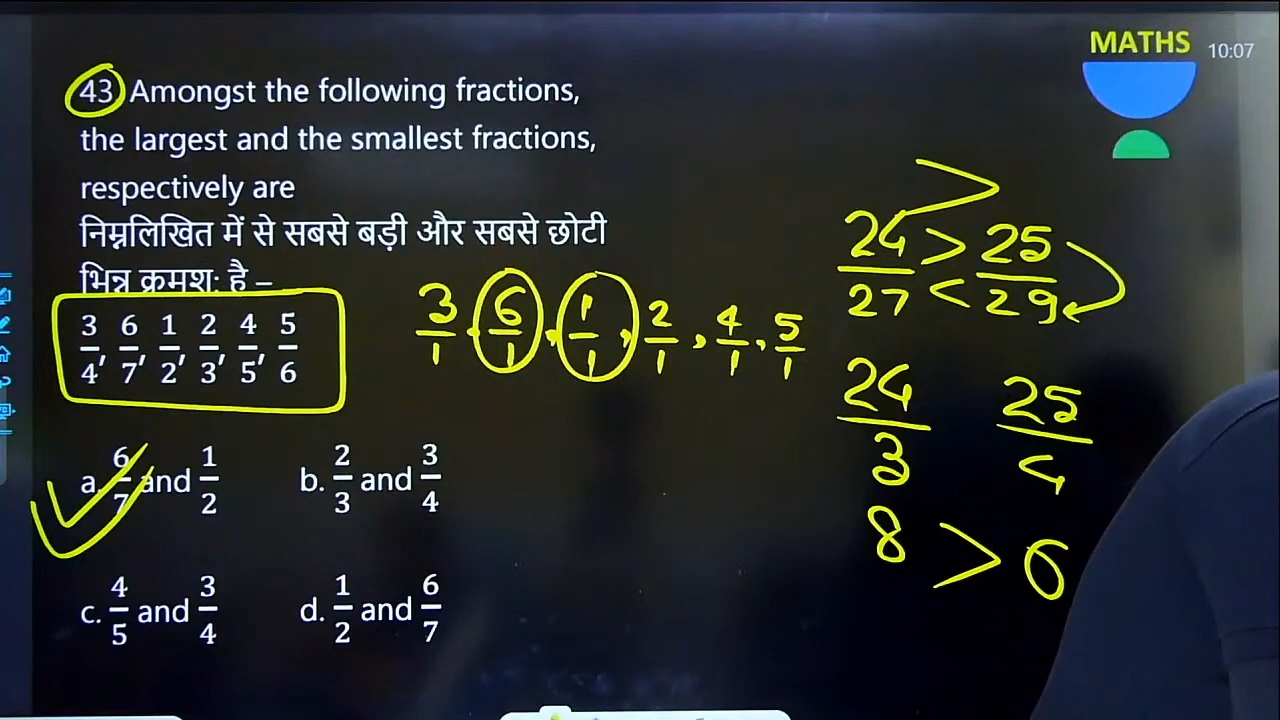 MATHS
10:07
43. Amongst the following fractions,
the largest and the smallest fractions,
respectively are
निम्नलिखित में से सबसे बड़ी और सबसे छोटी
भिन्न क्रमश: है –
3/4, 6/7, 1/2, 2/3, 4/5, 5/6
3/1, 6/1, 1/1, 2/1, 4/1, 5/1
a. 6/7 and 1/2
b. 2/3 and 3/4
c. 4/5 and 3/4
d. 1/2 and 6/7
>
24/27 > < 25/29
24/3 25/4
8 > 6